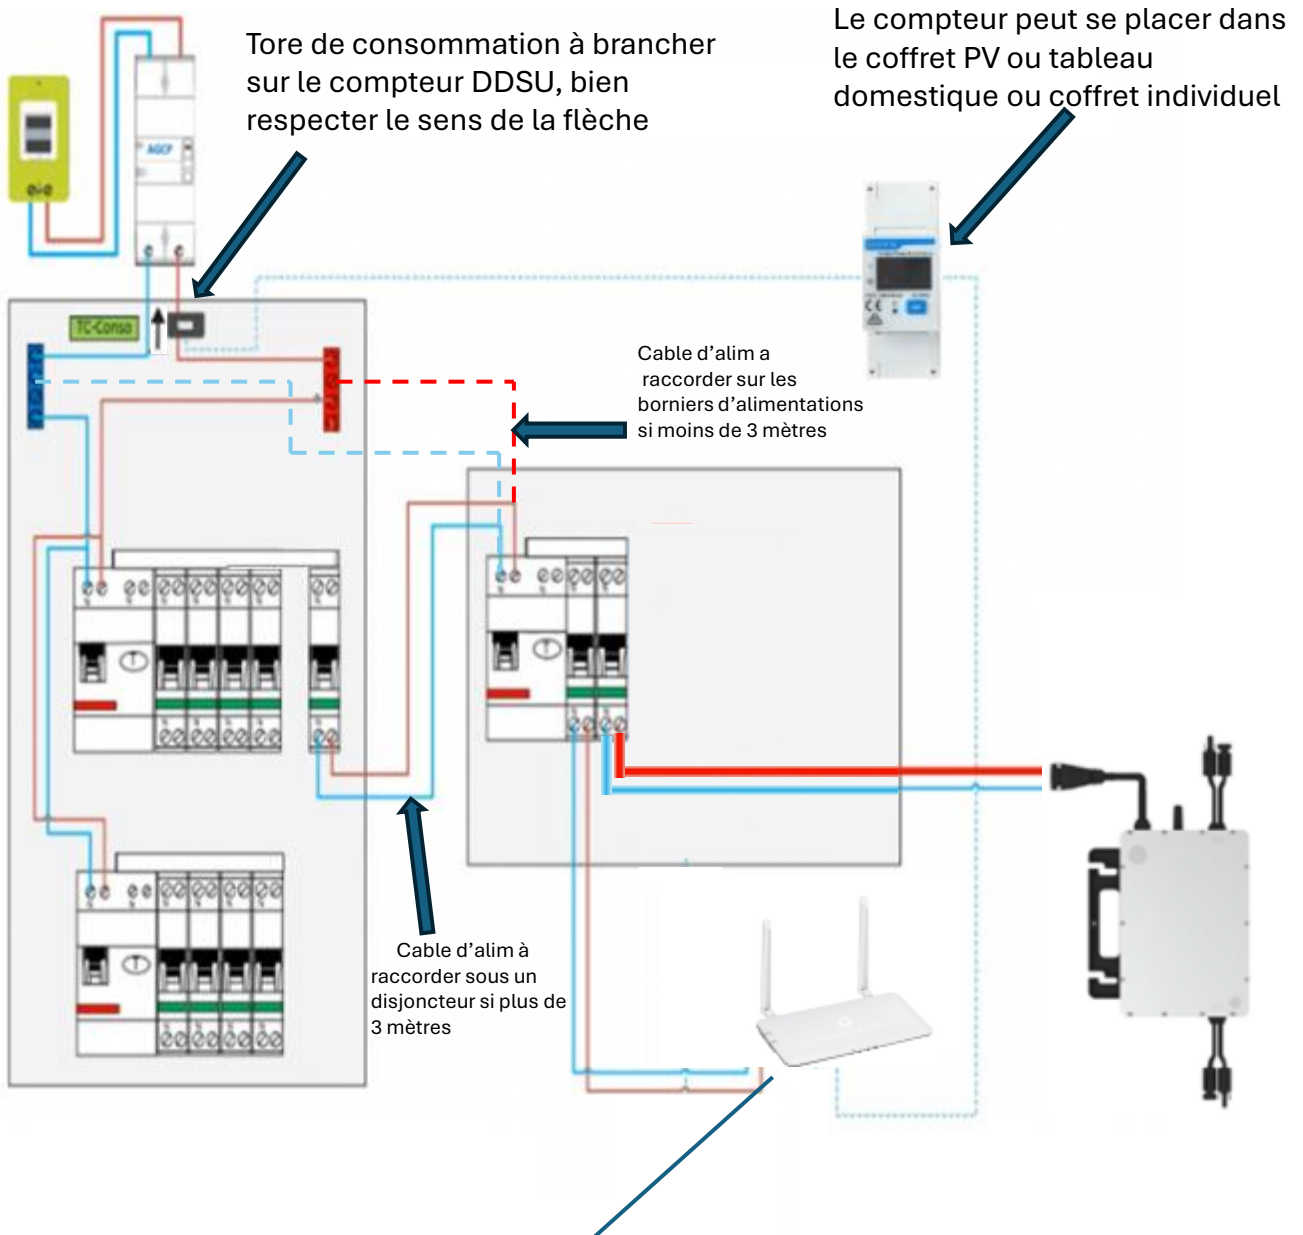 Tore de consommation à brancher
sur le compteur DDSU, bien
respecter le sens de la flèche
Le compteur peut se placer dans
le coffret PV ou tableau
domestique ou coffret individuel
AGCP
TC-Conso
Cable d'alim a
raccorder sur les
borniers d'alimentations
si moins de 3 mètres
Cable d'alim à
raccorder sous un
disjoncteur si plus de
3 mètres